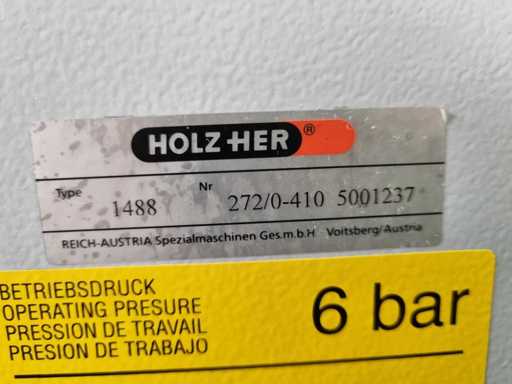 HOLZ-HER ®
Type 1488 Nr 272/0-410 5001237
REICH-AUSTRIA Spezialmaschinen Ges.m.b.H Voitsberg/Austria
BETRIEBSDRUCK
OPERATING PRESURE
PRESSION DE TRAVAIL
PRESION DE TRABAJO
6 bar